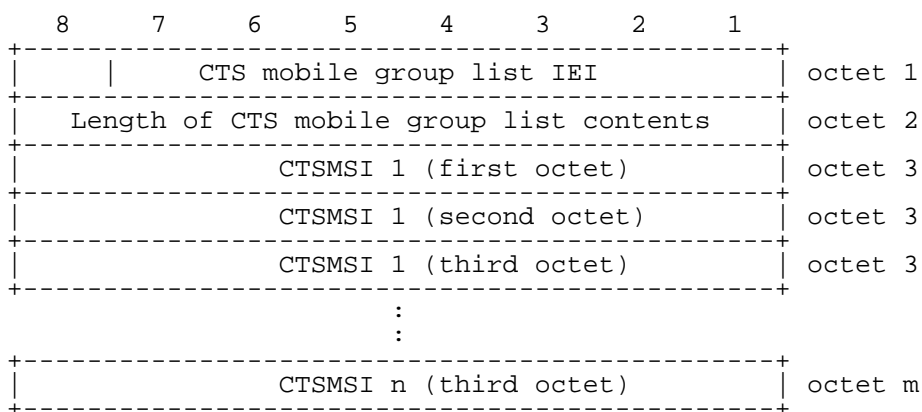 8 7 6 5 4 3 2 1
CTS mobile group list IEI octet 1
Length of CTS mobile group list contents octet 2
CTSMSI 1 (first octet) octet 3
CTSMSI 1 (second octet) octet 3
CTSMSI 1 (third octet) octet 3
:
:
CTSMSI n (third octet) octet m